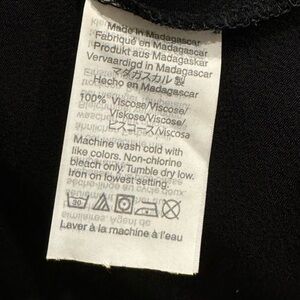 Made in Madagascar
Fabriqué en Madagascar
Produkt aus Madagaskar
Vervaardigd in Madagascar
マダガスカル製
Hecho en Madagascar
100% Viscose/Viscose/
Viskose/Viscose/
ビスコース/viscosa
Machine wash cold with
like colors. Non-chlorine
bleach only. Tumble dry low.
Iron on lowest setting.
30
Laver à la machine à l'eau